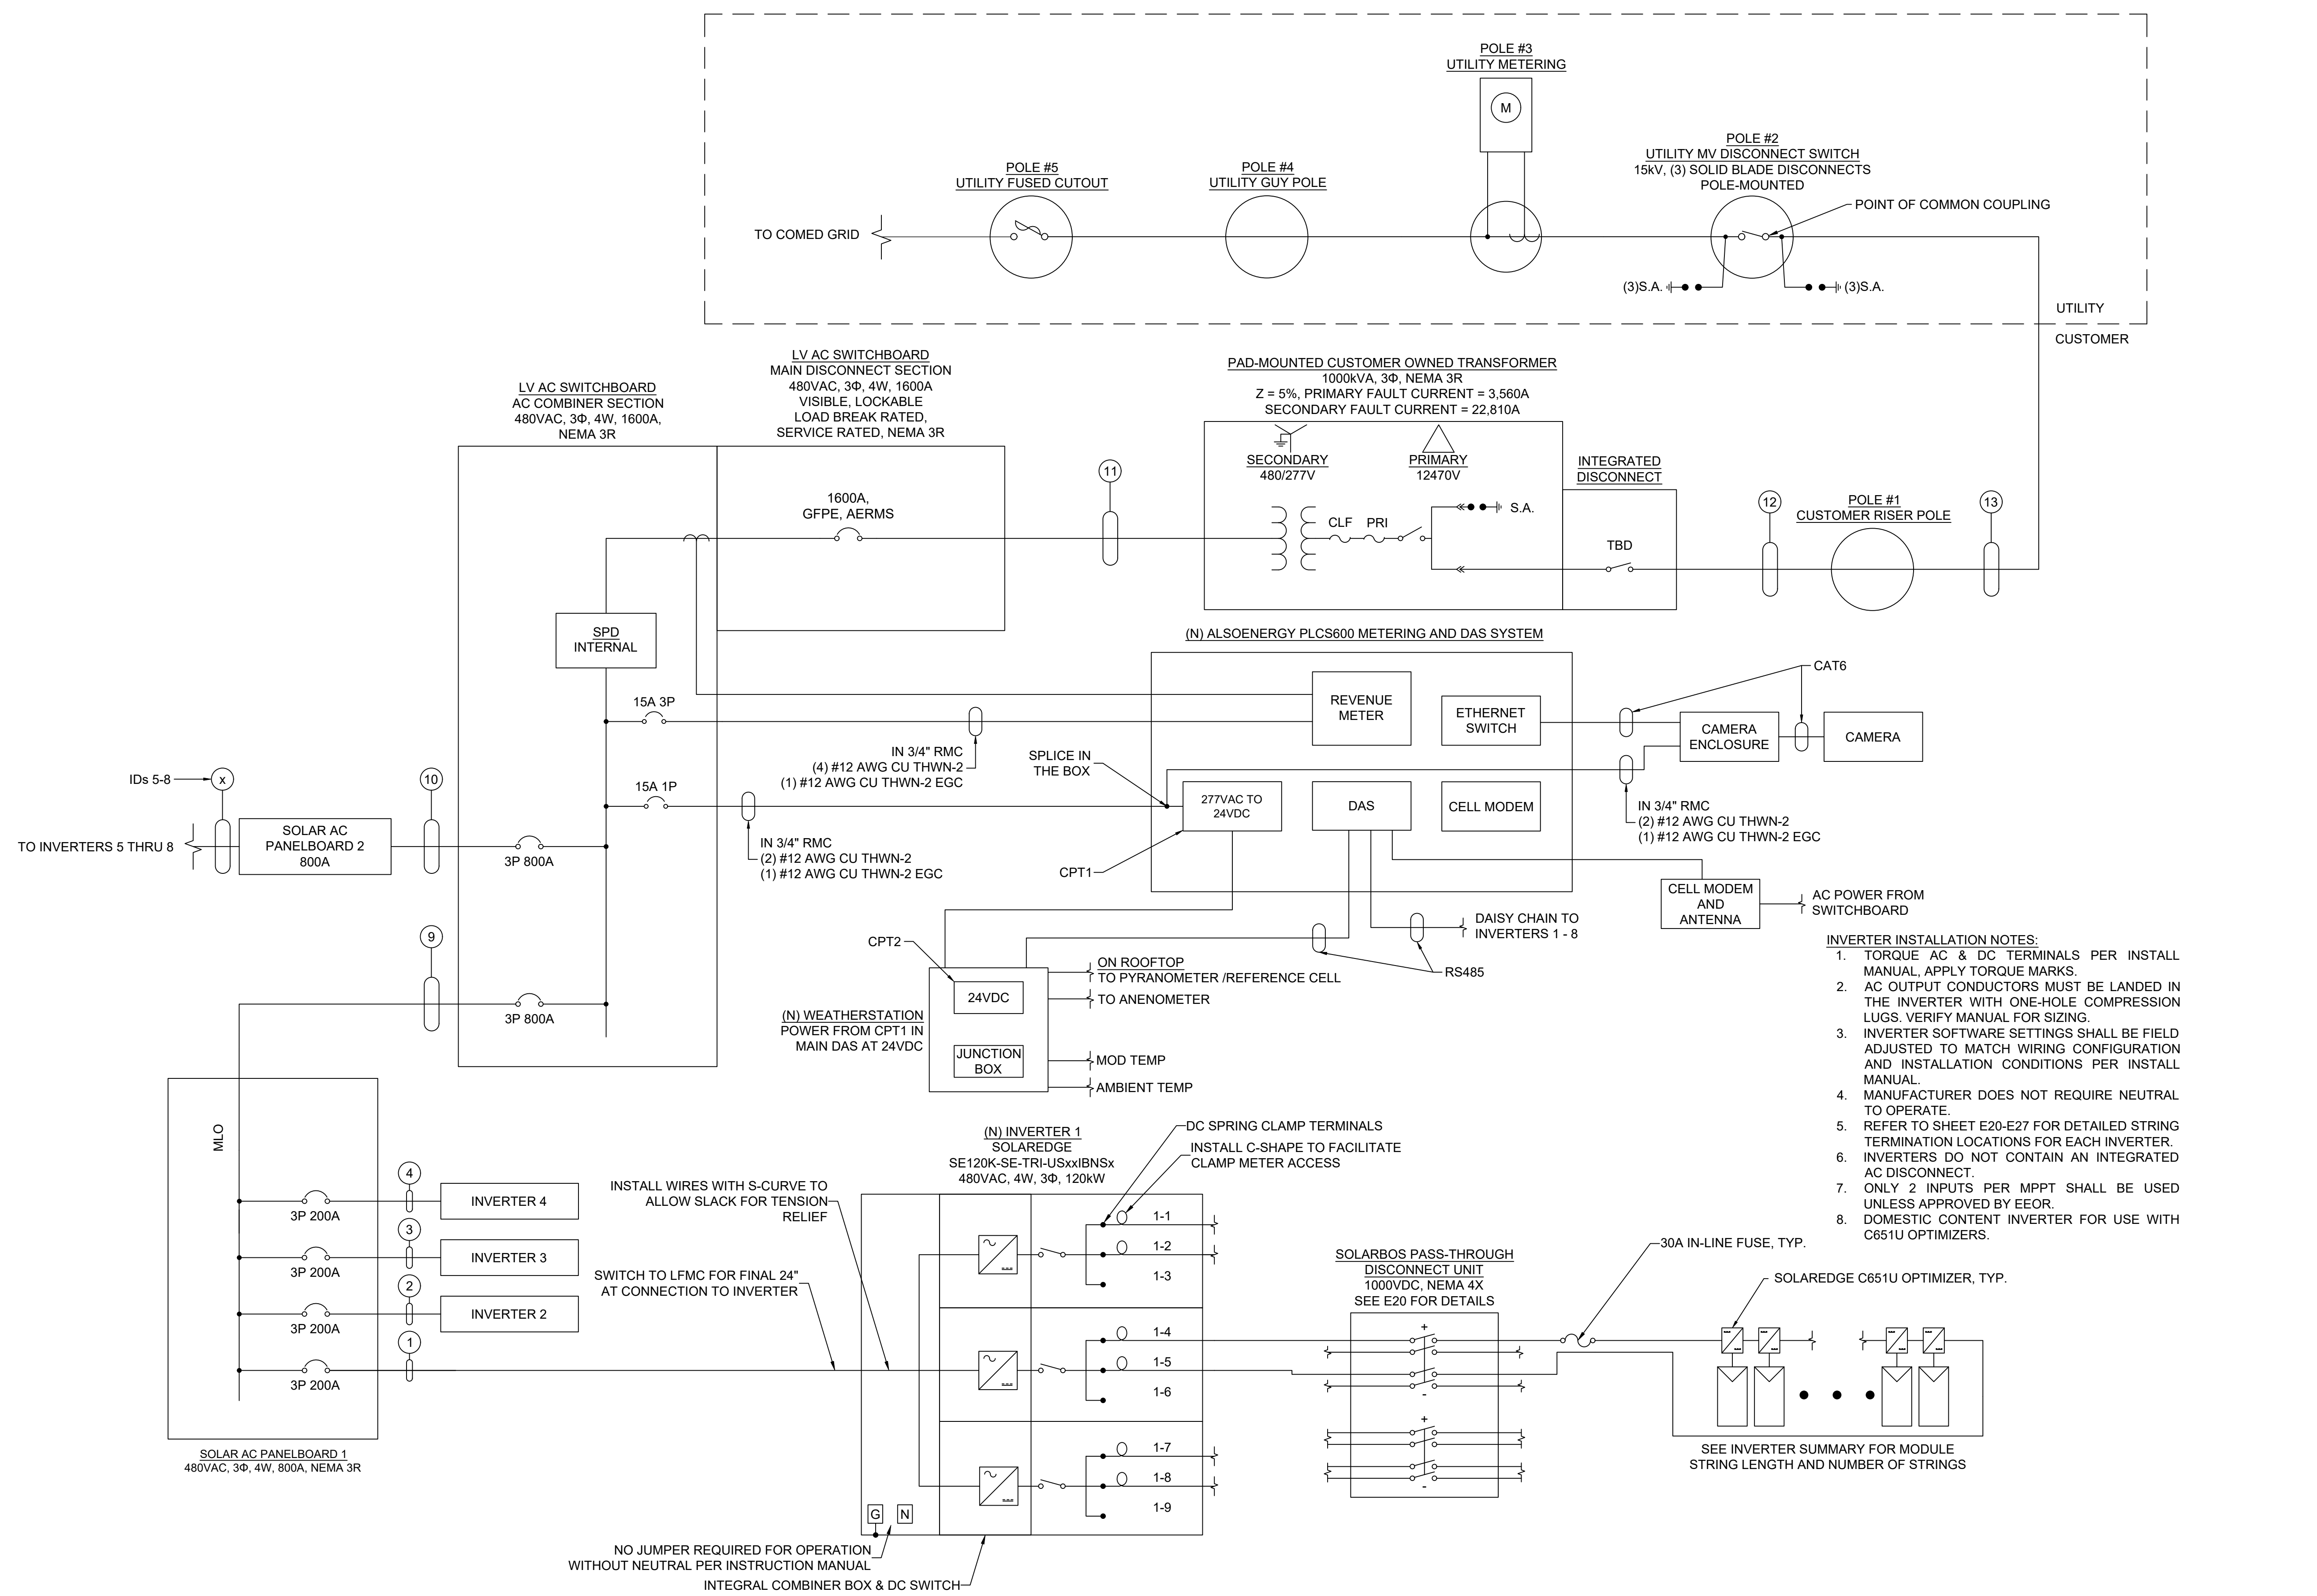 POLE #3
UTILITY METERING
M
POLE #5
UTILITY FUSED CUTOUT
POLE #4
UTILITY GUY POLE
POLE #2
UTILITY MV DISCONNECT SWITCH
15kV, (3) SOLID BLADE DISCONNECTS
POLE-MOUNTED
POINT OF COMMON COUPLING
TO COMED GRID
(3)S.A.
(3)S.A.
UTILITY
CUSTOMER
LV AC SWITCHBOARD
AC COMBINER SECTION
480VAC, 3Φ, 4W, 1600A,
NEMA 3R
LV AC SWITCHBOARD
MAIN DISCONNECT SECTION
480VAC, 3Φ, 4W, 1600A
VISIBLE, LOCKABLE
LOAD BREAK RATED,
SERVICE RATED, NEMA 3R
PAD-MOUNTED CUSTOMER OWNED TRANSFORMER
1000kVA, 3Φ, NEMA 3R
Z = 5%, PRIMARY FAULT CURRENT = 3,560A
SECONDARY FAULT CURRENT = 22,810A
SECONDARY
480/277V
PRIMARY
12470V
INTEGRATED
DISCONNECT
11
12
POLE #1
CUSTOMER RISER POLE
13
1600A,
GFPE, AERMS
CLF
PRI
S.A.
TBD
SPD
INTERNAL
(N) ALSOENERGY PLCS600 METERING AND DAS SYSTEM
15A 3P
REVENUE
METER
ETHERNET
SWITCH
CAT6
CAMERA
ENCLOSURE
CAMERA
IN 3/4" RMC
(4) #12 AWG CU THWN-2
(1) #12 AWG CU THWN-2 EGC
SPLICE IN
THE BOX
IDs 5-8
x
10
15A 1P
277VAC TO
24VDC
DAS
CELL MODEM
IN 3/4" RMC
(2) #12 AWG CU THWN-2
(1) #12 AWG CU THWN-2 EGC
TO INVERTERS 5 THRU 8
SOLAR AC
PANELBOARD 2
800A
3P 800A
IN 3/4" RMC
(2) #12 AWG CU THWN-2
(1) #12 AWG CU THWN-2 EGC
CPT1
CELL MODEM
AND
ANTENNA
AC POWER FROM
SWITCHBOARD
9
3P 800A
CPT2
DAISY CHAIN TO
INVERTERS 1 - 8
RS485
ON ROOFTOP
TO PYRANOMETER /REFERENCE CELL
TO ANENOMETER
24VDC
(N) WEATHERSTATION
POWER FROM CPT1 IN
MAIN DAS AT 24VDC
JUNCTION
BOX
MOD TEMP
AMBIENT TEMP
INVERTER INSTALLATION NOTES:
1. TORQUE AC & DC TERMINALS PER INSTALL
MANUAL, APPLY TORQUE MARKS.
2. AC OUTPUT CONDUCTORS MUST BE LANDED IN
THE INVERTER WITH ONE-HOLE COMPRESSION
LUGS. VERIFY MANUAL FOR SIZING.
3. INVERTER SOFTWARE SETTINGS SHALL BE FIELD
ADJUSTED TO MATCH WIRING CONFIGURATION
AND INSTALLATION CONDITIONS PER INSTALL
MANUAL.
4. MANUFACTURER DOES NOT REQUIRE NEUTRAL
TO OPERATE.
5. REFER TO SHEET E20-E27 FOR DETAILED STRING
TERMINATION LOCATIONS FOR EACH INVERTER.
6. INVERTERS DO NOT CONTAIN AN INTEGRATED
AC DISCONNECT.
7. ONLY 2 INPUTS PER MPPT SHALL BE USED
UNLESS APPROVED BY EEOR.
8. DOMESTIC CONTENT INVERTER FOR USE WITH
C651U OPTIMIZERS.
MLO
4
INVERTER 4
3P 200A
3
INVERTER 3
3P 200A
2
INVERTER 2
3P 200A
1
3P 200A
SOLAR AC PANELBOARD 1
480VAC, 3Φ, 4W, 800A, NEMA 3R
(N) INVERTER 1
SOLAREDGE
SE120K-SE-TRI-USxxIBNSx
480VAC, 4W, 3Φ, 120kW
DC SPRING CLAMP TERMINALS
INSTALL C-SHAPE TO FACILITATE
CLAMP METER ACCESS
INSTALL WIRES WITH S-CURVE TO
ALLOW SLACK FOR TENSION
RELIEF
SWITCH TO LFMC FOR FINAL 24"
AT CONNECTION TO INVERTER
1-1
1-2
1-3
1-4
1-5
1-6
1-7
1-8
1-9
G
N
NO JUMPER REQUIRED FOR OPERATION
WITHOUT NEUTRAL PER INSTRUCTION MANUAL
INTEGRAL COMBINER BOX & DC SWITCH
SOLARBOS PASS-THROUGH
DISCONNECT UNIT
1000VDC, NEMA 4X
SEE E20 FOR DETAILS
+
-
+
-
30A IN-LINE FUSE, TYP.
SOLAREDGE C651U OPTIMIZER, TYP.
SEE INVERTER SUMMARY FOR MODULE
STRING LENGTH AND NUMBER OF STRINGS